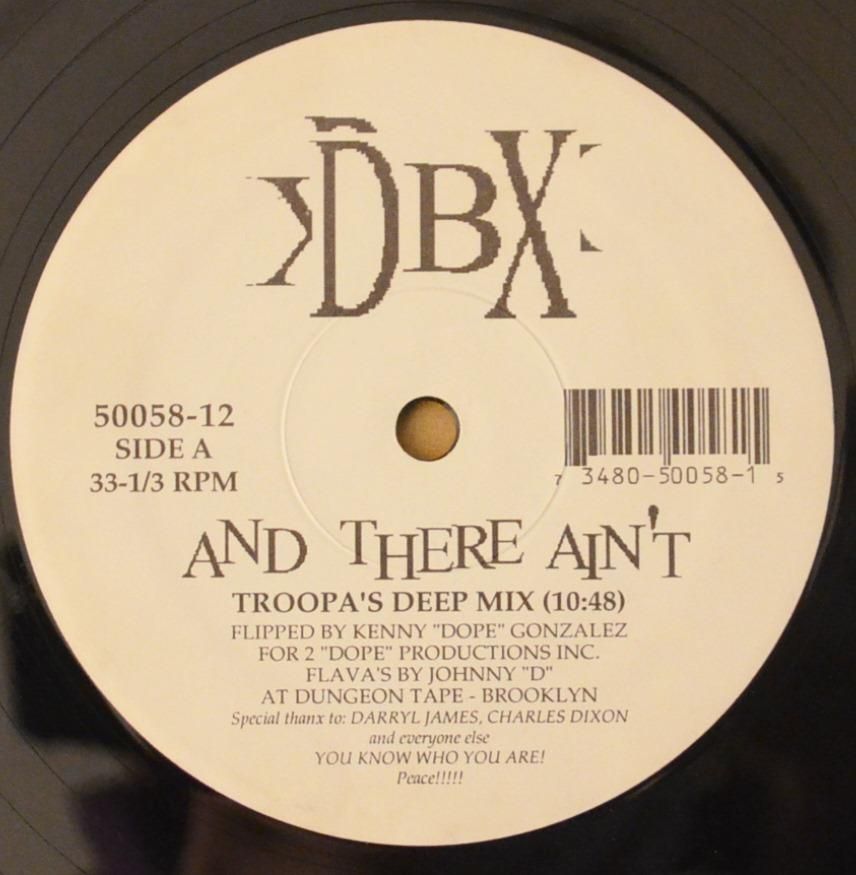 DBX
50058-12
SIDE A
33-1/3 RPM
7 3480-50058-1 5
AND THERE AIN'T
TROOPA'S DEEP MIX (10:48)
FLIPPED BY KENNY "DOPE" GONZALEZ
FOR 2 "DOPE" PRODUCTIONS INC.
FLAVA'S BY JOHNNY "D"
AT DUNGEON TAPE - BROOKLYN
Special thanx to: DARRYL JAMES, CHARLES DIXON
and everyone else
YOU KNOW WHO YOU ARE!
Peace!!!!!